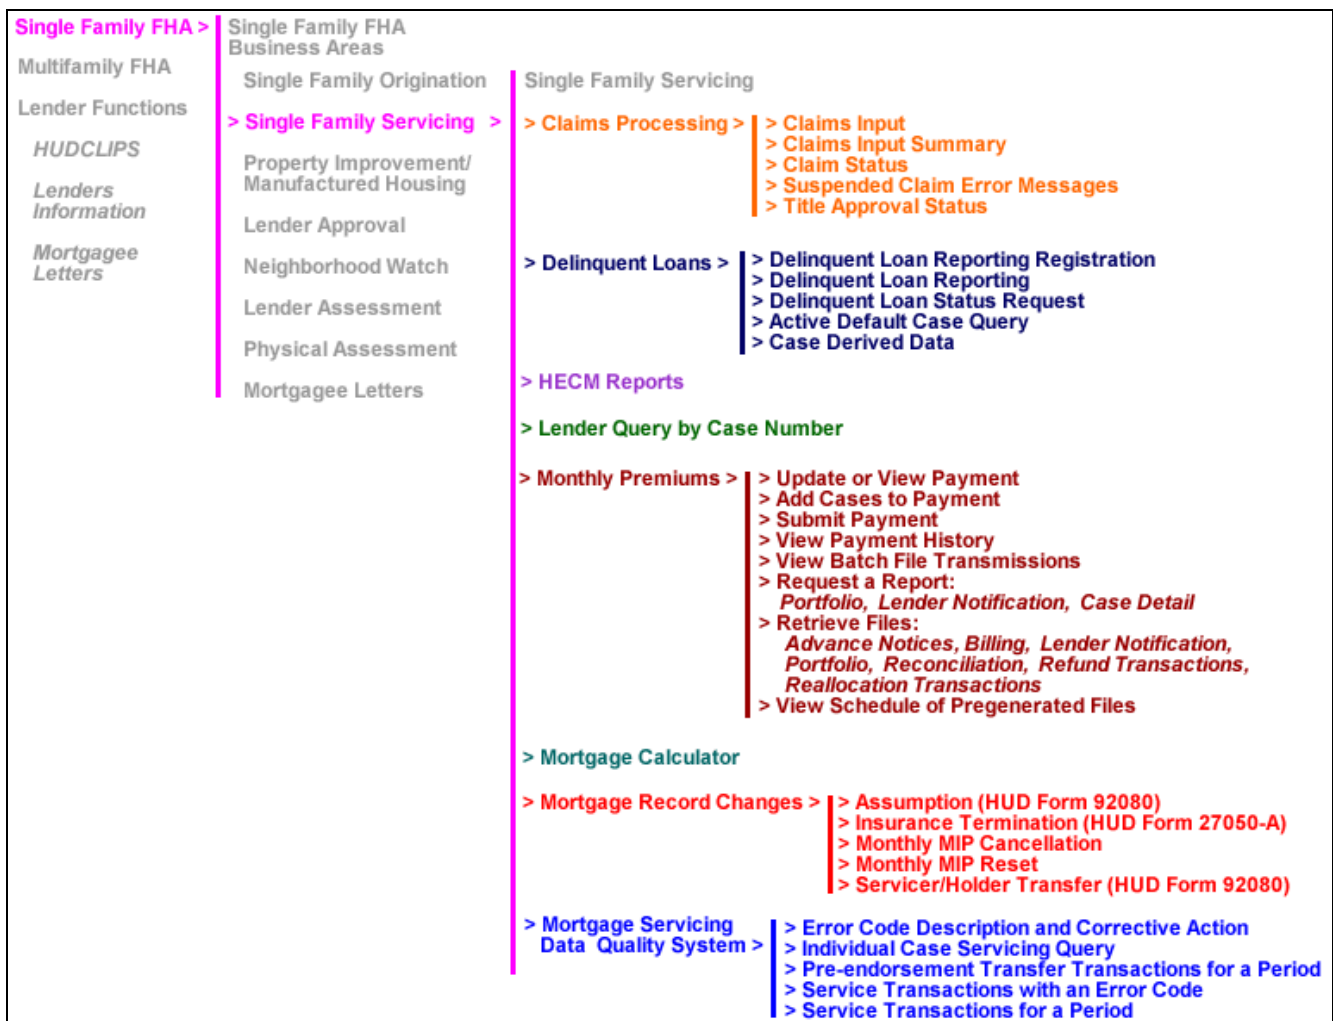 Single Family FHA >
Multifamily FHA
Lender Functions
HUDCLIPS
Lenders
Information
Mortgagee
Letters
Single Family FHA
Business Areas
Single Family Origination
> Single Family Servicing >
Property Improvement/
Manufactured Housing
Lender Approval
Neighborhood Watch
Lender Assessment
Physical Assessment
Mortgagee Letters
Single Family Servicing
> Claims Processing >
> Claims Input
> Claims Input Summary
> Claim Status
> Suspended Claim Error Messages
> Title Approval Status
> Delinquent Loans >
> Delinquent Loan Reporting Registration
> Delinquent Loan Reporting
> Delinquent Loan Status Request
> Active Default Case Query
> Case Derived Data
> HECM Reports
> Lender Query by Case Number
> Monthly Premiums >
> Update or View Payment
> Add Cases to Payment
> Submit Payment
> View Payment History
> View Batch File Transmissions
> Request a Report:
Portfolio, Lender Notification, Case Detail
> Retrieve Files:
Advance Notices, Billing, Lender Notification,
Portfolio, Reconciliation, Refund Transactions,
Reallocation Transactions
> View Schedule of Pregenerated Files
> Mortgage Calculator
> Mortgage Record Changes >
> Assumption (HUD Form 92080)
> Insurance Termination (HUD Form 27050-A)
> Monthly MIP Cancellation
> Monthly MIP Reset
> Servicer/Holder Transfer (HUD Form 92080)
> Mortgage Servicing
Data Quality System >
> Error Code Description and Corrective Action
> Individual Case Servicing Query
> Pre-endorsement Transfer Transactions for a Period
> Service Transactions with an Error Code
> Service Transactions for a Period